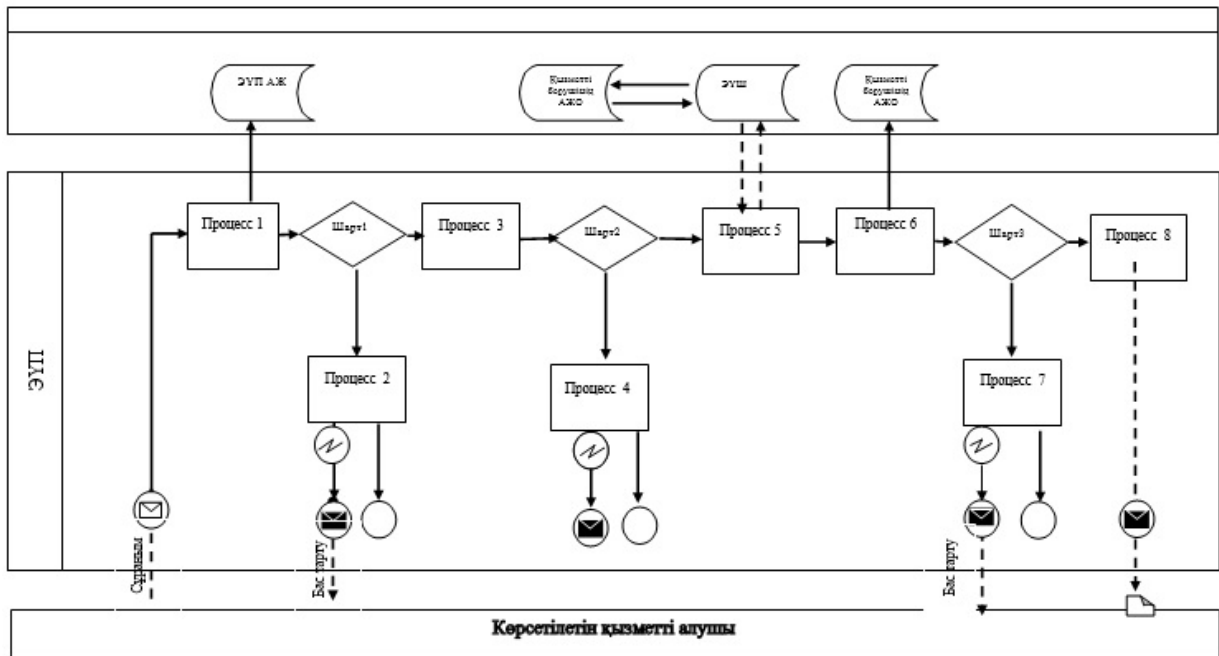 ЭҮП АЖ
Қызметті
берушінің
АЖО
ЭҮШ
Қызметті
берушінің
АЖО
Процесс 1
Шарт1
Процесс 3
Шарт2
Процесс 5
Процесс 6
Шарт3
Процесс 8
ЭҮП
Процесс 2
Процесс 4
Процесс 7
Сұраным
Бас тарту
Бас тарту
Көрсетілетін қызметті алушы